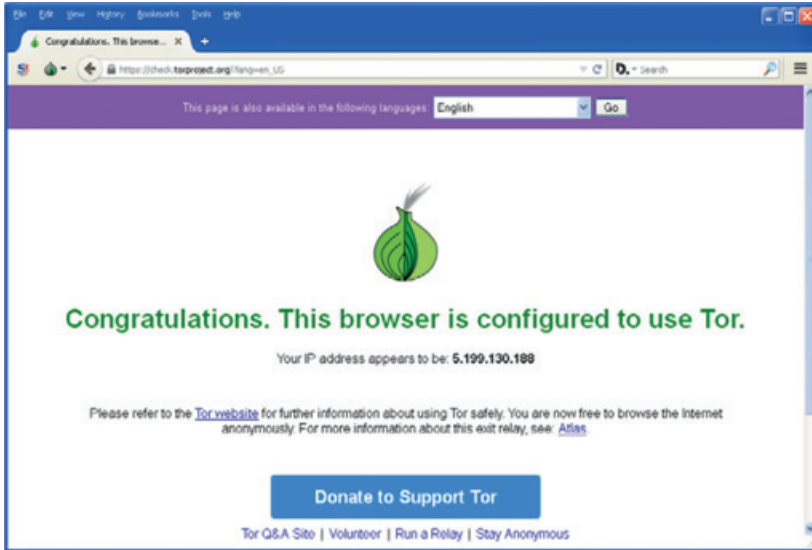 File Edit View History Bookmarks Tools Help
Congratulations. This browse... × +
https://check.torproject.org/?lang=en_US
Search
This page is also available in the following languages: English Go
Congratulations. This browser is configured to use Tor.
Your IP address appears to be: 5.199.130.188
Please refer to the Tor website for further information about using Tor safely. You are now free to browse the Internet
anonymously. For more information about this exit relay, see: Atlas.
Donate to Support Tor
Tor Q&A Site | Volunteer | Run a Relay | Stay Anonymous